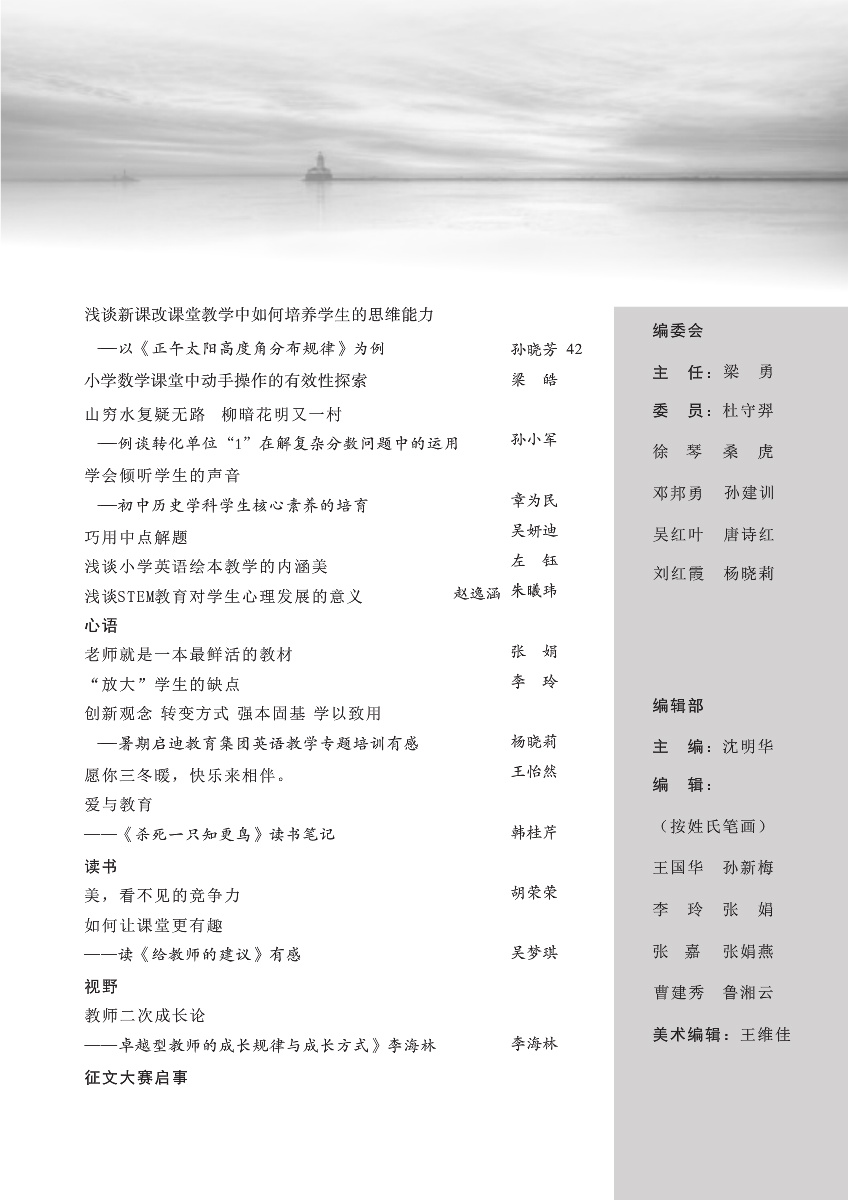 浅谈新课改课堂教学中如何培养学生的思维能力
——以《正午太阳高度角分布规律》为例 孙晓芳 42
小学数学课堂中动手操作的有效性探索 梁 皓
山穷水复疑无路 柳暗花明又一村
——例谈转化单位“1”在解复杂分数问题中的运用 孙小军
学会倾听学生的声音
——初中历史学科学生核心素养的培育 章为民
巧用中点解题 吴妍迪
浅谈小学英语绘本教学的内涵美 左 钰
浅谈STEM教育对学生心理发展的意义 赵逸涵 朱曦玮
心语
老师就是一本最鲜活的教材 张 娟
“放大”学生的缺点 李 玲
创新观念 转变方式 强本固基 学以致用
——暑期启迪教育集团英语教学专题培训有感 杨晓莉
愿你三冬暖，快乐来相伴。 王怡然
爱与教育
——《杀死一只知更鸟》读书笔记 韩桂芹
读书
美，看不见的竞争力 胡荣荣
如何让课堂更有趣
——读《给教师的建议》有感 吴梦琪
视野
教师二次成长论
——卓越型教师的成长规律与成长方式》李海林 李海林
征文大赛启事
编委会
主 任：梁 勇
委 员：杜守羿
徐 琴 桑 虎
邓邦勇 孙建训
吴红叶 唐诗红
刘红霞 杨晓莉
编辑部
主 编：沈明华
编 辑：
（按姓氏笔画）
王国华 孙新梅
李 玲 张 娟
张 嘉 张娟燕
曹建秀 鲁湘云
美术编辑：王维佳